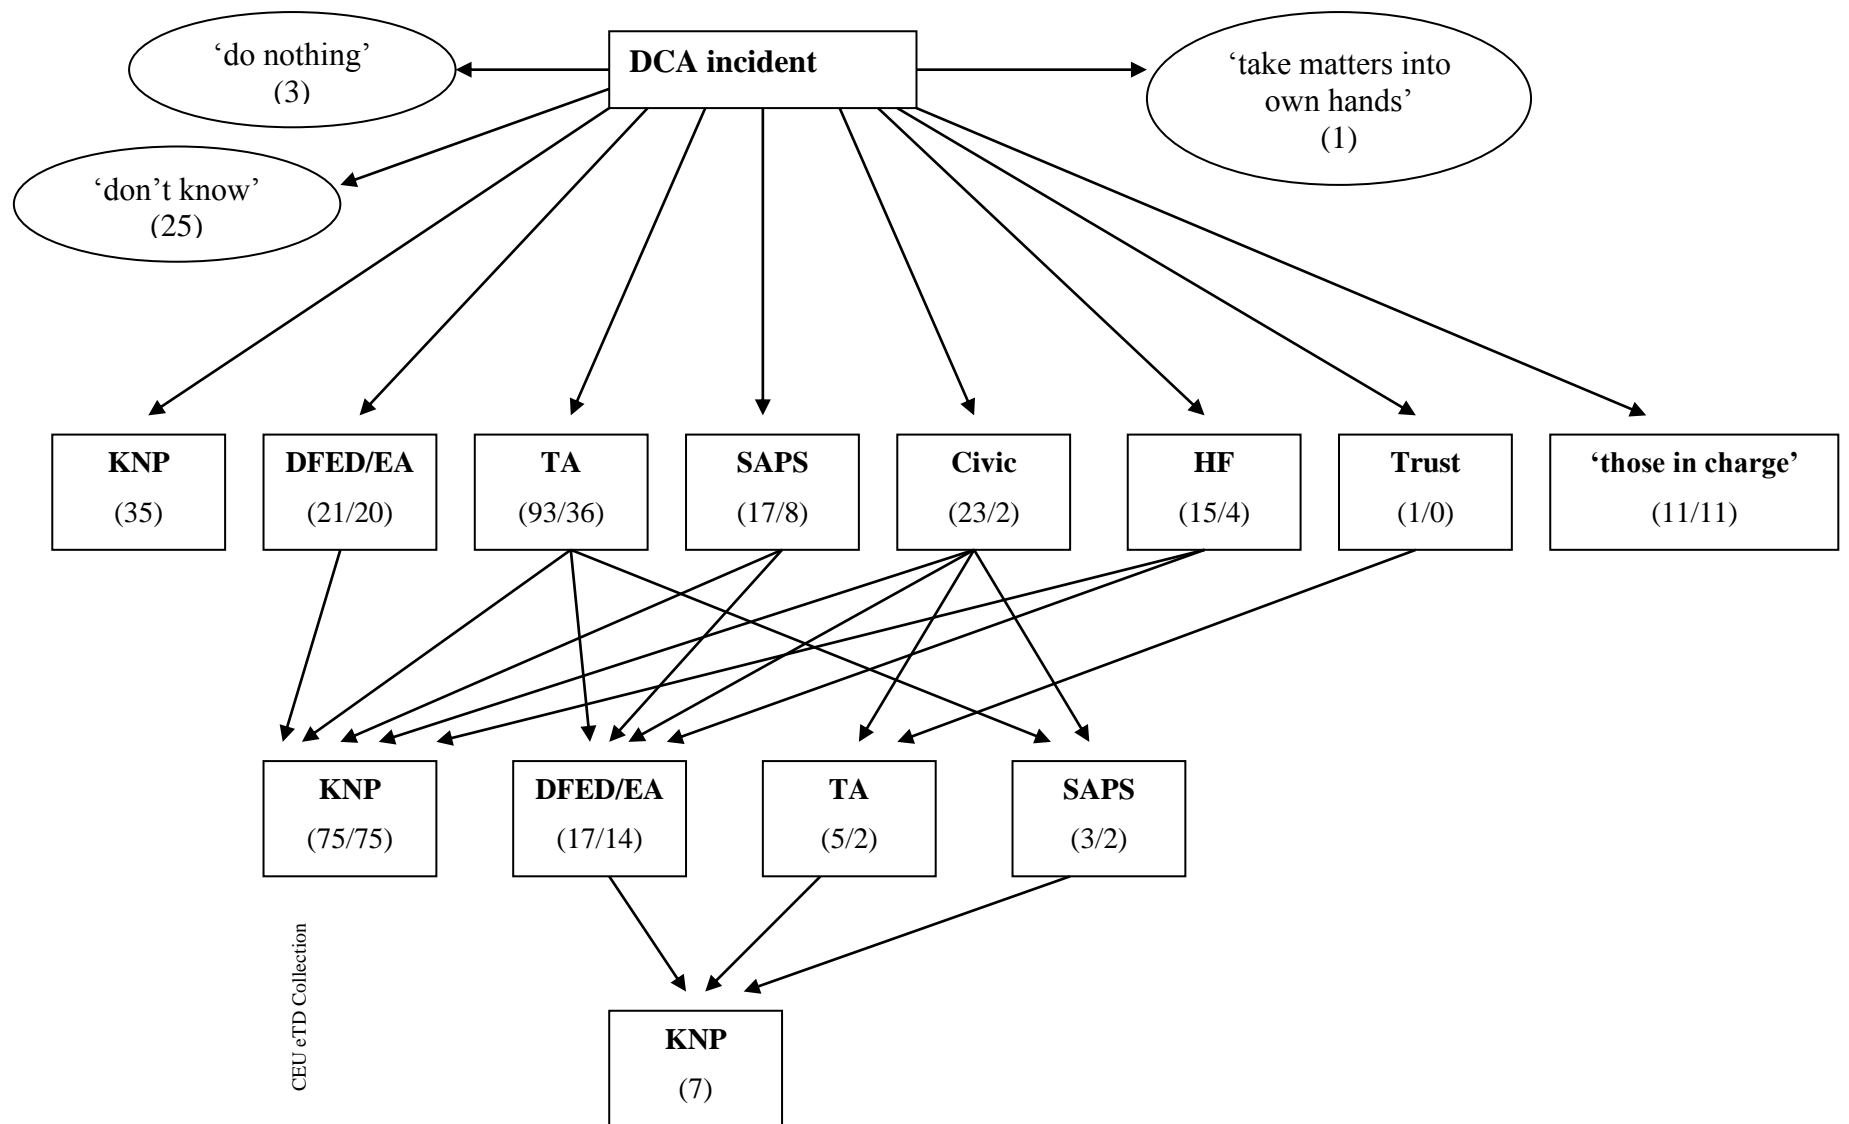 ‘do nothing’
(3)
DCA incident
‘take matters into
own hands’
(1)
‘don’t know’
(25)
KNP
(35)
DFED/EA
(21/20)
TA
(93/36)
SAPS
(17/8)
Civic
(23/2)
HF
(15/4)
Trust
(1/0)
‘those in charge’
(11/11)
KNP
(75/75)
DFED/EA
(17/14)
TA
(5/2)
SAPS
(3/2)
CEU eTD Collection
KNP
(7)